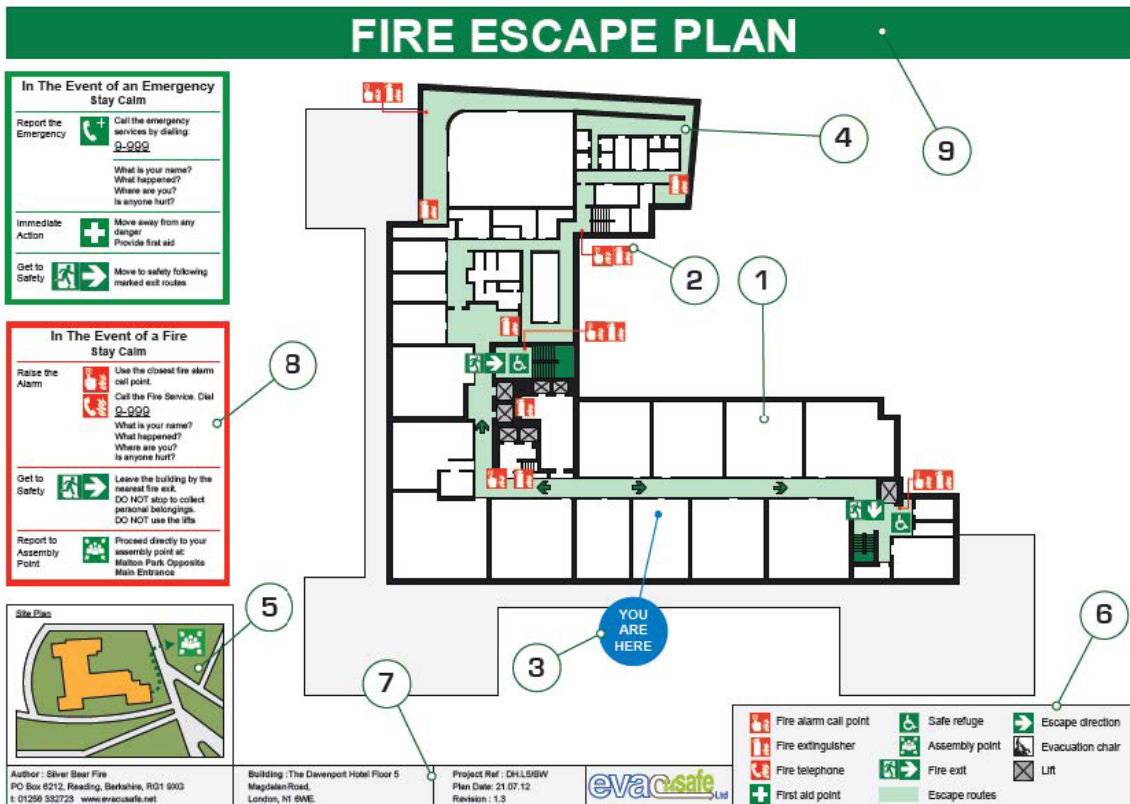 FIRE ESCAPE PLAN
In The Event of an Emergency
Stay Calm
Report the
Emergency
Call the emergency
services by dialling:
9-999
What is your name?
What happened?
Where are you?
Is anyone hurt?
Immediate
Action
Move away from any
danger
Provide first aid
Get to
Safety
Move to safety following
marked exit routes
In The Event of a Fire
Stay Calm
Raise the
Alarm
Use the closest fire alarm
call point.
Call the Fire Service. Dial
9-999
What is your name?
What happened?
Where are you?
Is anyone hurt?
Get to
Safety
Leave the building by the
nearest fire exit.
DO NOT stop to collect
personal belongings.
DO NOT use the lifts
Report to
Assembly
Point
Proceed directly to your
assembly point at:
Malton Park Opposite
Main Entrance
9
4
2
1
8
YOU
ARE
HERE
3
Site Plan
5
7
6
Fire alarm call point
Fire extinguisher
Fire telephone
First aid point
Safe refuge
Assembly point
Fire exit
Escape routes
Escape direction
Evacuation chair
Lift
Author : Silver Bear Fire
PO Box 6212, Reading, Berkshire, RG1 9XG
t: 01256 332723 www.evacusafe.net
Building : The Davenport Hotel Floor 5
Magdalen Road,
London, N1 6WE.
Project Ref : DH.L5/BW
Plan Date: 21.07.12
Revision : 1.3
evacusafe Ltd